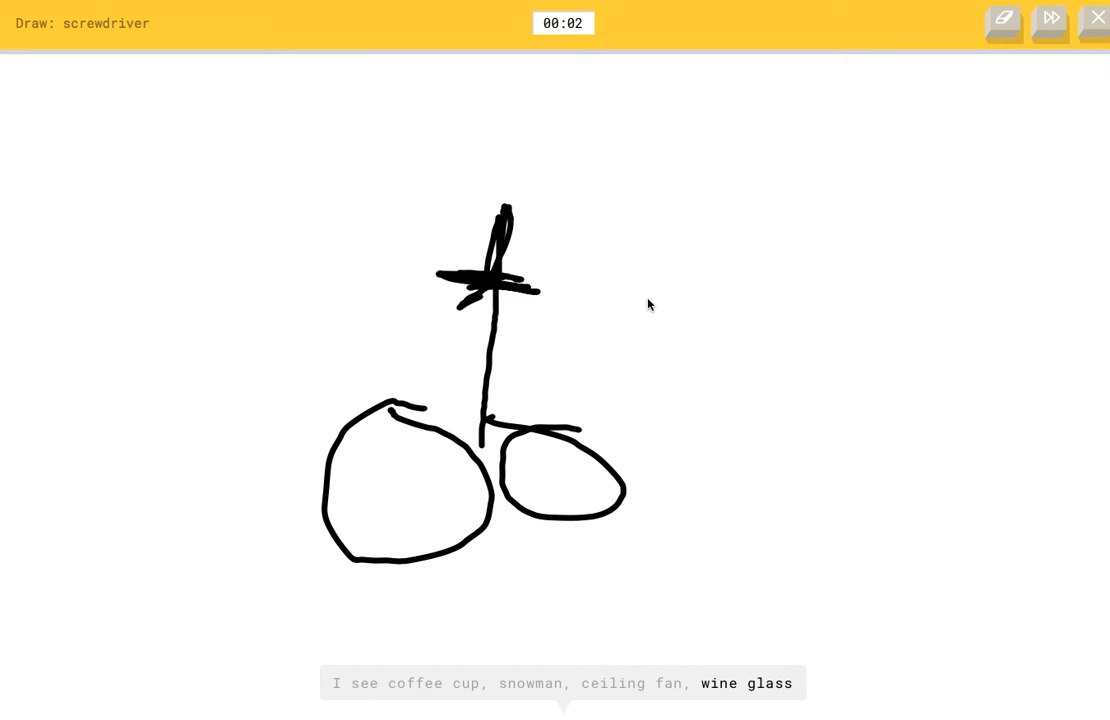 Draw: screwdriver
00:02
I see coffee cup, snowman, ceiling fan, wine glass